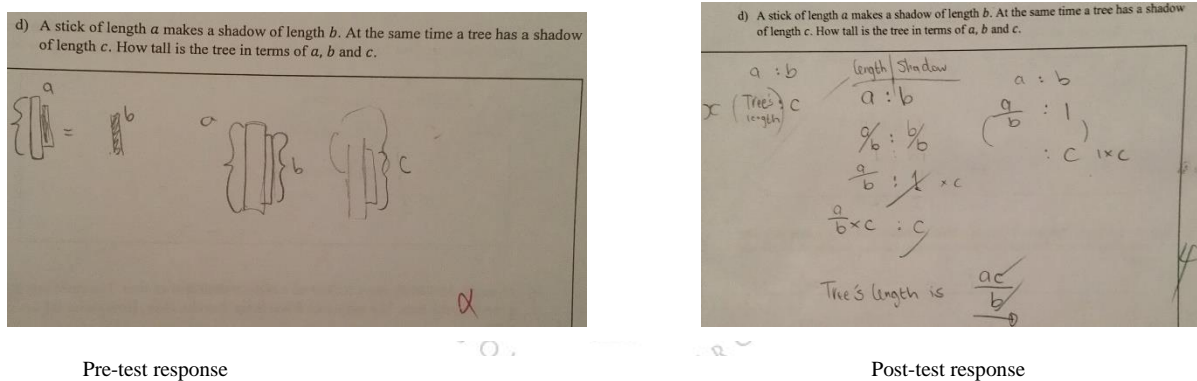 d) A stick of length a makes a shadow of length b. At the same time a tree has a shadow
of length c. How tall is the tree in terms of a, b and c.
a
= b
a
b
c
α
Pre-test response
d) A stick of length a makes a shadow of length b. At the same time a tree has a shadow
of length c. How tall is the tree in terms of a, b and c.
a : b
x (Tree's length) : c
length | Shadow
a : b
a/b : b/b
a/b : 1 × c
a/b × c : c
a : b
(a/b : 1)
: c 1×c
Tree's length is ac/b
4
Post-test response